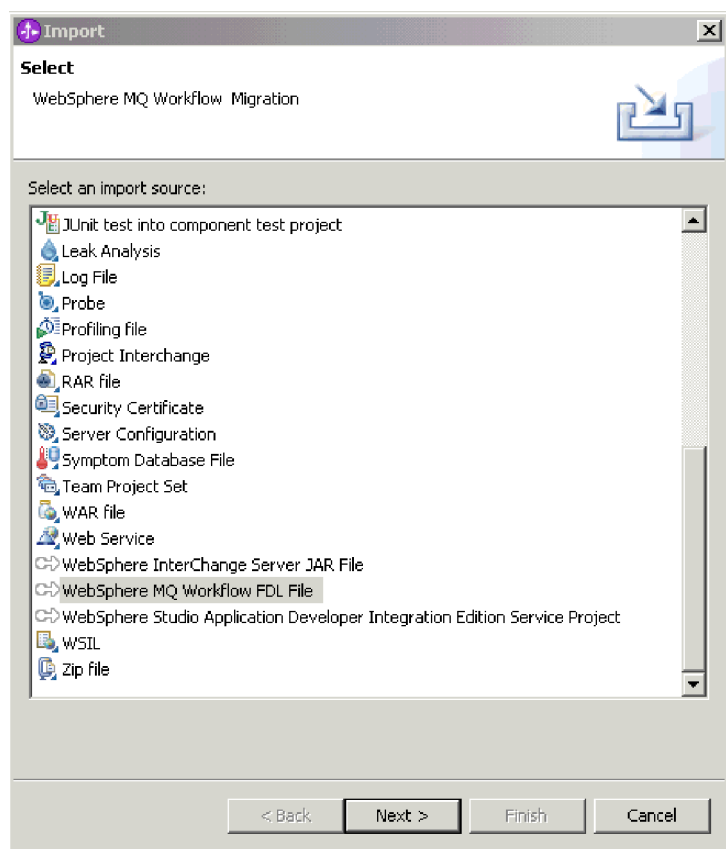 Import
Select
WebSphere MQ Workflow Migration
Select an import source:
JUnit test into component test project
Leak Analysis
Log File
Probe
Profiling file
Project Interchange
RAR file
Security Certificate
Server Configuration
Symptom Database File
Team Project Set
WAR file
Web Service
WebSphere InterChange Server JAR File
WebSphere MQ Workflow FDL File
WebSphere Studio Application Developer Integration Edition Service Project
WSIL
Zip file
< Back Next > Finish Cancel